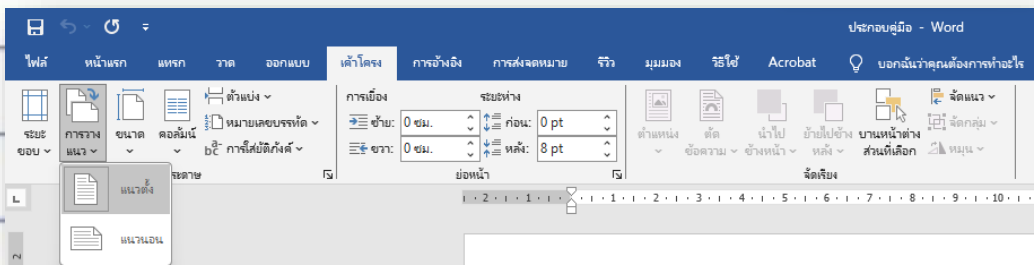 ประกอบคู่มือ - Word
ไฟล์ หน้าแรก แทรก วาด ออกแบบ เค้าโครง การอ้างอิง การส่งจดหมาย รีวิว มุมมอง วิธีใช้ Acrobat บอกฉันว่าคุณต้องการทำอะไร
ระยะขอบ การวางแนว ขนาด คอลัมน์
ตัวแบ่ง
หมายเลขบรรทัด
การใส่ยัติภังค์
การเยื้อง ระยะห่าง
ซ้าย: 0 ซม. ก่อน: 0 pt
ขวา: 0 ซม. หลัง: 8 pt
ย่อหน้า
ตำแหน่ง ตัดข้อความ นำไปข้างหน้า ย้ายไปข้างหลัง บานหน้าต่างส่วนที่เลือก
จัดแนว
จัดกลุ่ม
หมุน
จัดเรียง
แนวตั้ง
แนวนอน
2 1 1 2 3 4 5 6 7 8 9 10
2